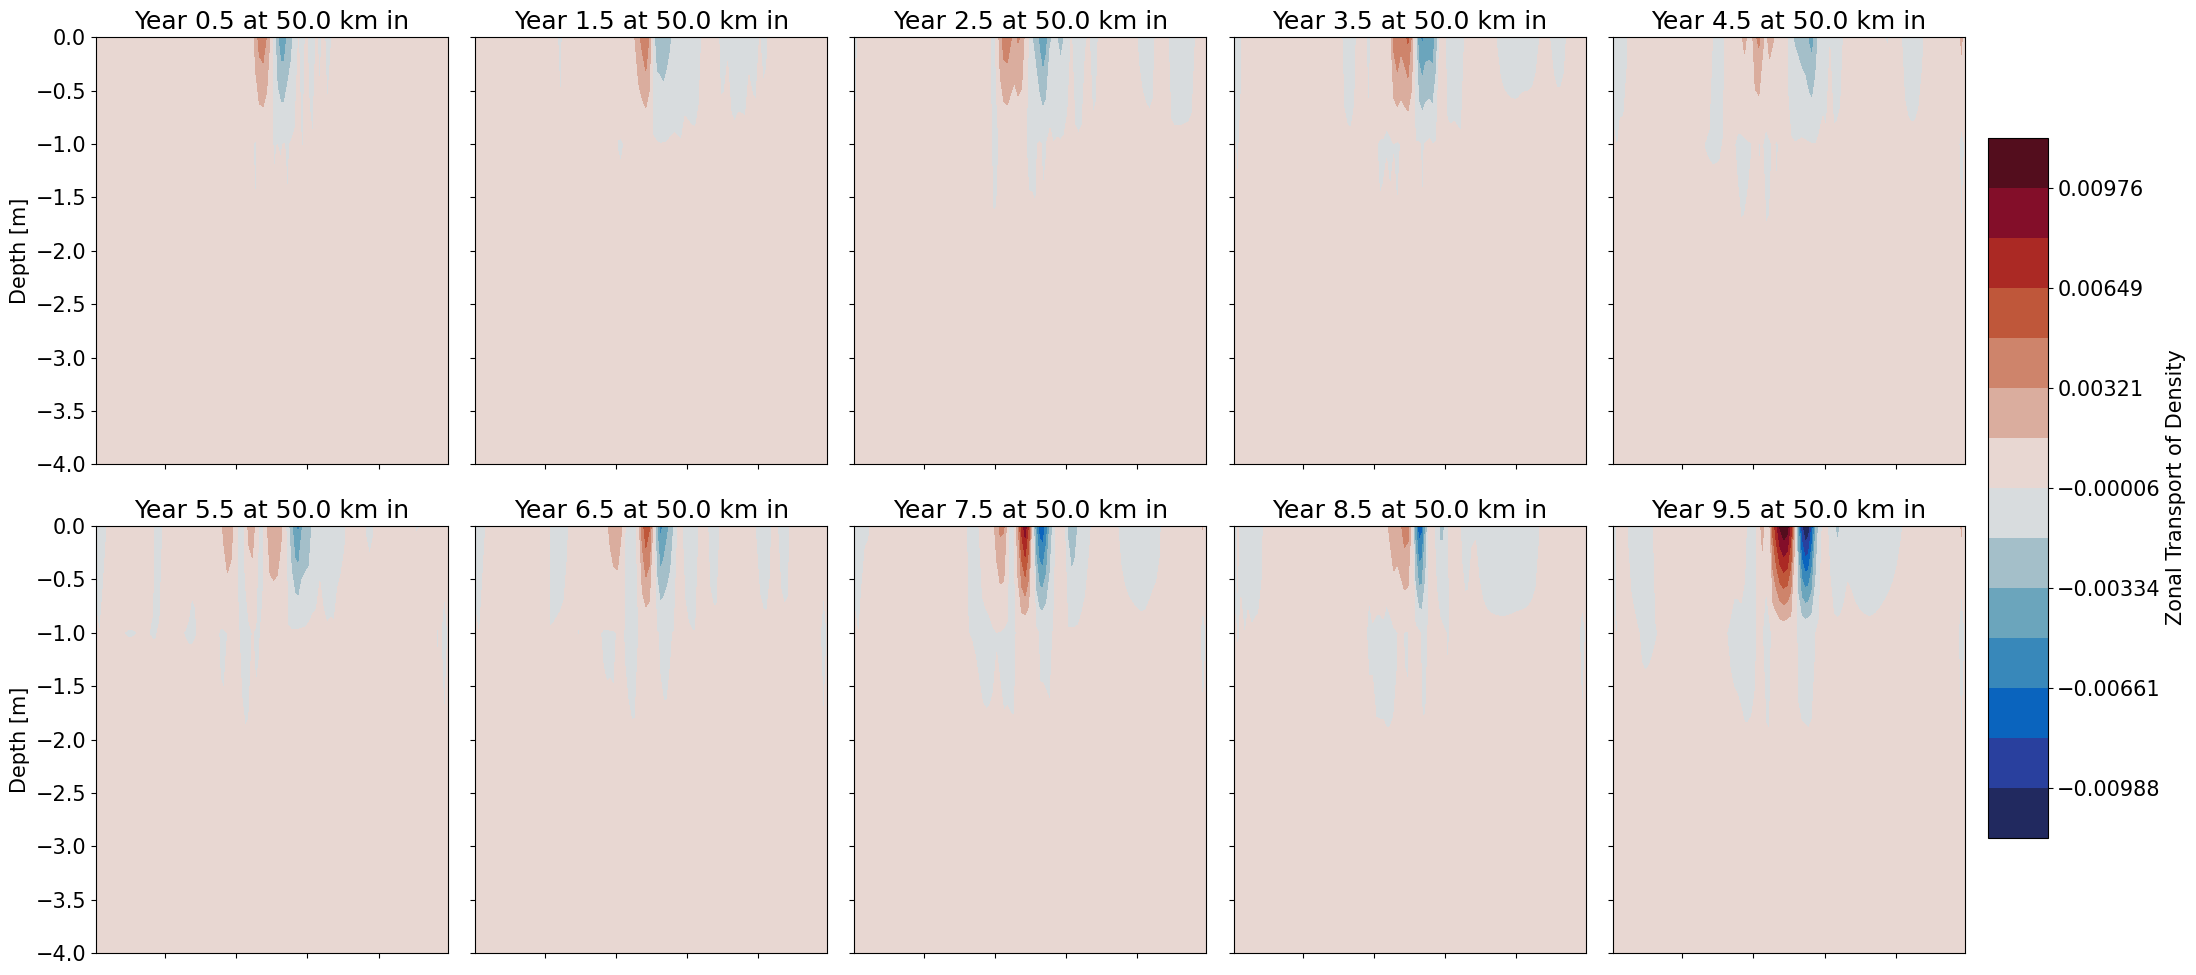 Year 0.5 at 50.0 km in
Year 1.5 at 50.0 km in
Year 2.5 at 50.0 km in
Year 3.5 at 50.0 km in
Year 4.5 at 50.0 km in
0.0
−0.5
−1.0
−1.5
−2.0
−2.5
−3.0
−3.5
−4.0
Depth [m]
Year 5.5 at 50.0 km in
Year 6.5 at 50.0 km in
Year 7.5 at 50.0 km in
Year 8.5 at 50.0 km in
Year 9.5 at 50.0 km in
0.0
−0.5
−1.0
−1.5
−2.0
−2.5
−3.0
−3.5
−4.0
Depth [m]
0.00976
0.00649
0.00321
−0.00006
−0.00334
−0.00661
−0.00988
Zonal Transport of Density